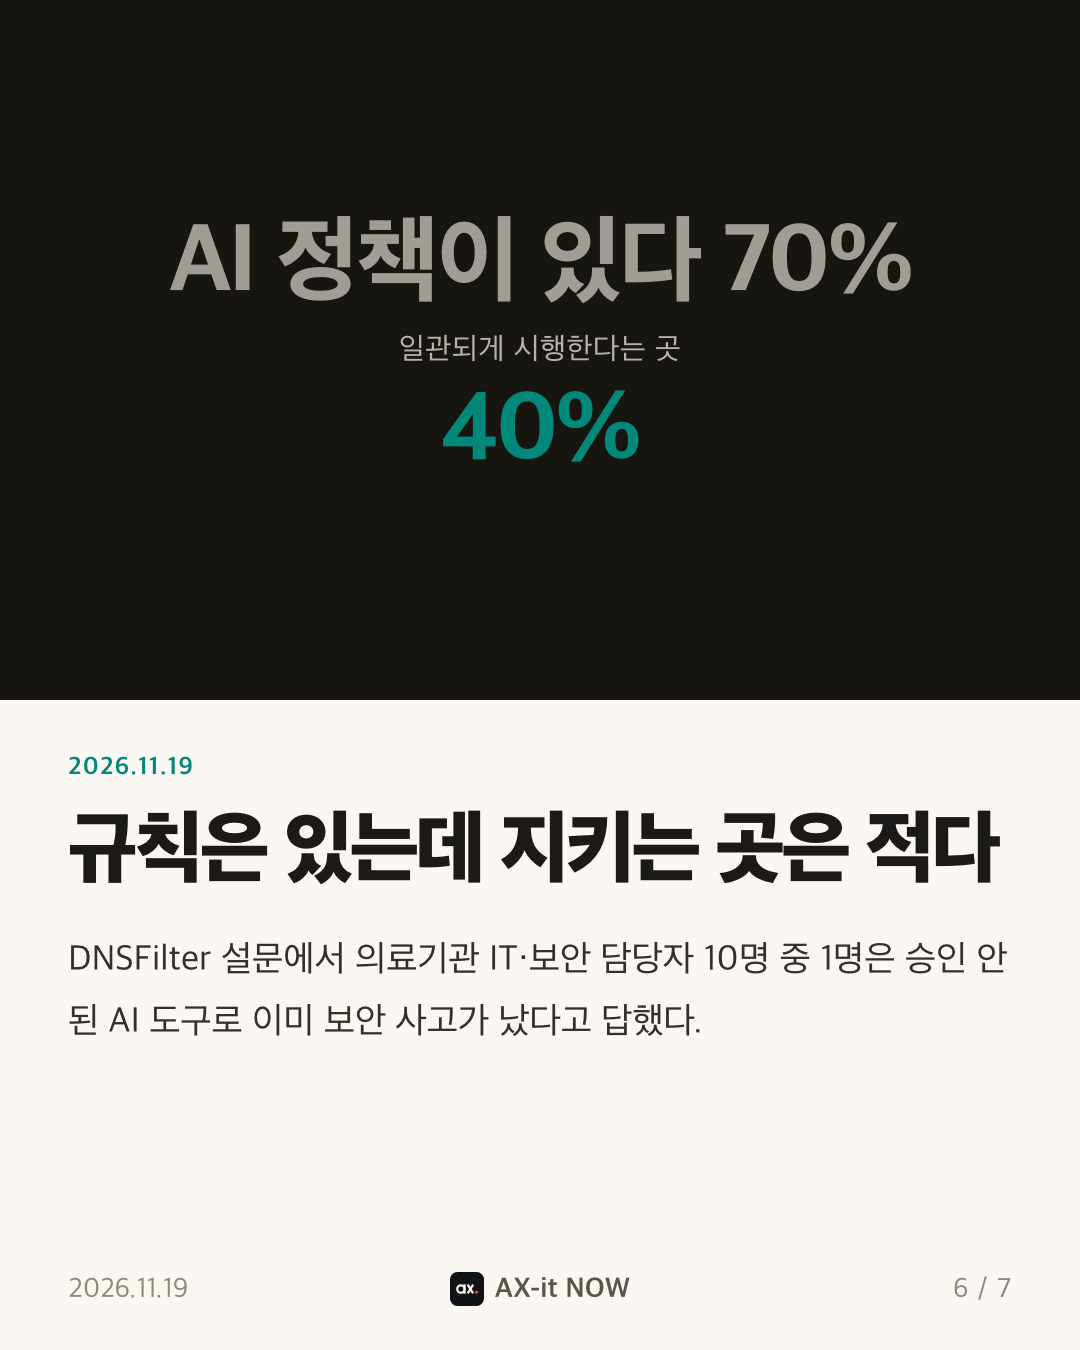 AI 정책이 있다 70%
일관되게 시행한다는 곳
40%
2026.11.19
규칙은 있는데 지키는 곳은 적다
DNSFilter 설문에서 의료기관 IT·보안 담당자 10명 중 1명은 승인 안
된 AI 도구로 이미 보안 사고가 났다고 답했다.
2026.11.19
ax.
AX-it NOW
6 / 7